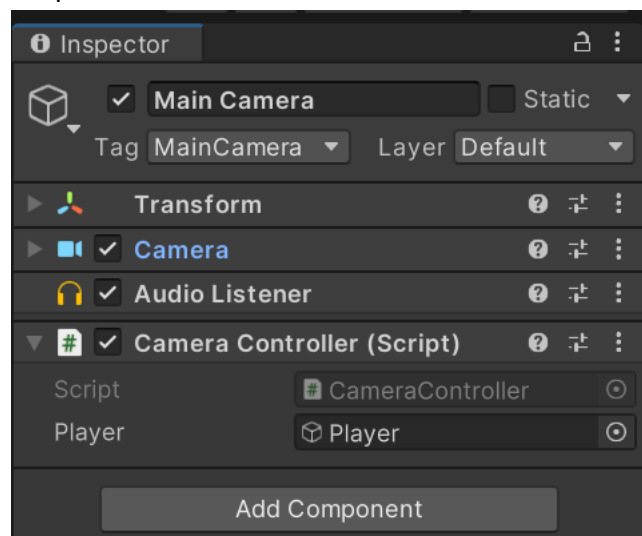 Inspector
Main Camera Static
Tag MainCamera Layer Default
Transform
Camera
Audio Listener
# Camera Controller (Script)
Script # CameraController
Player Player
Add Component